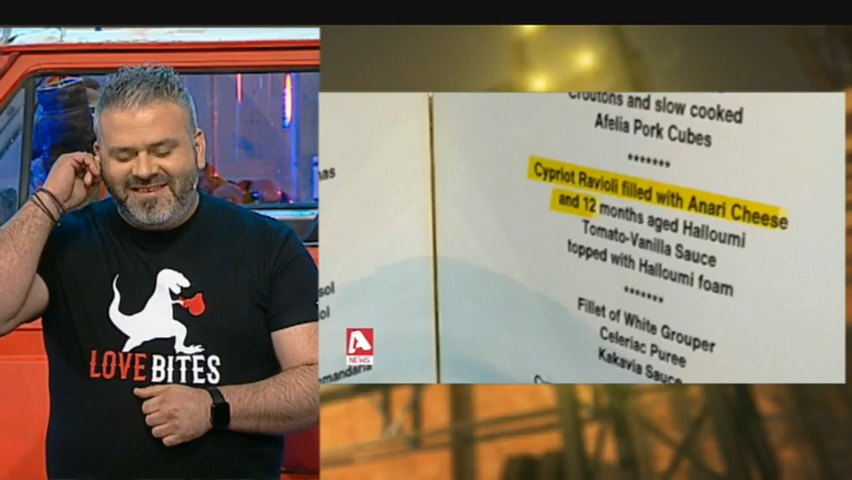 LOVE BITES
Croutons and slow cooked
Afelia Pork Cubes
*******
Cypriot Ravioli filled with Anari Cheese
and 12 months aged Halloumi
Tomato-Vanilla Sauce
topped with Halloumi foam
*******
Fillet of White Grouper
Celeriac Puree
Kakavia Sauce
A
NEWS